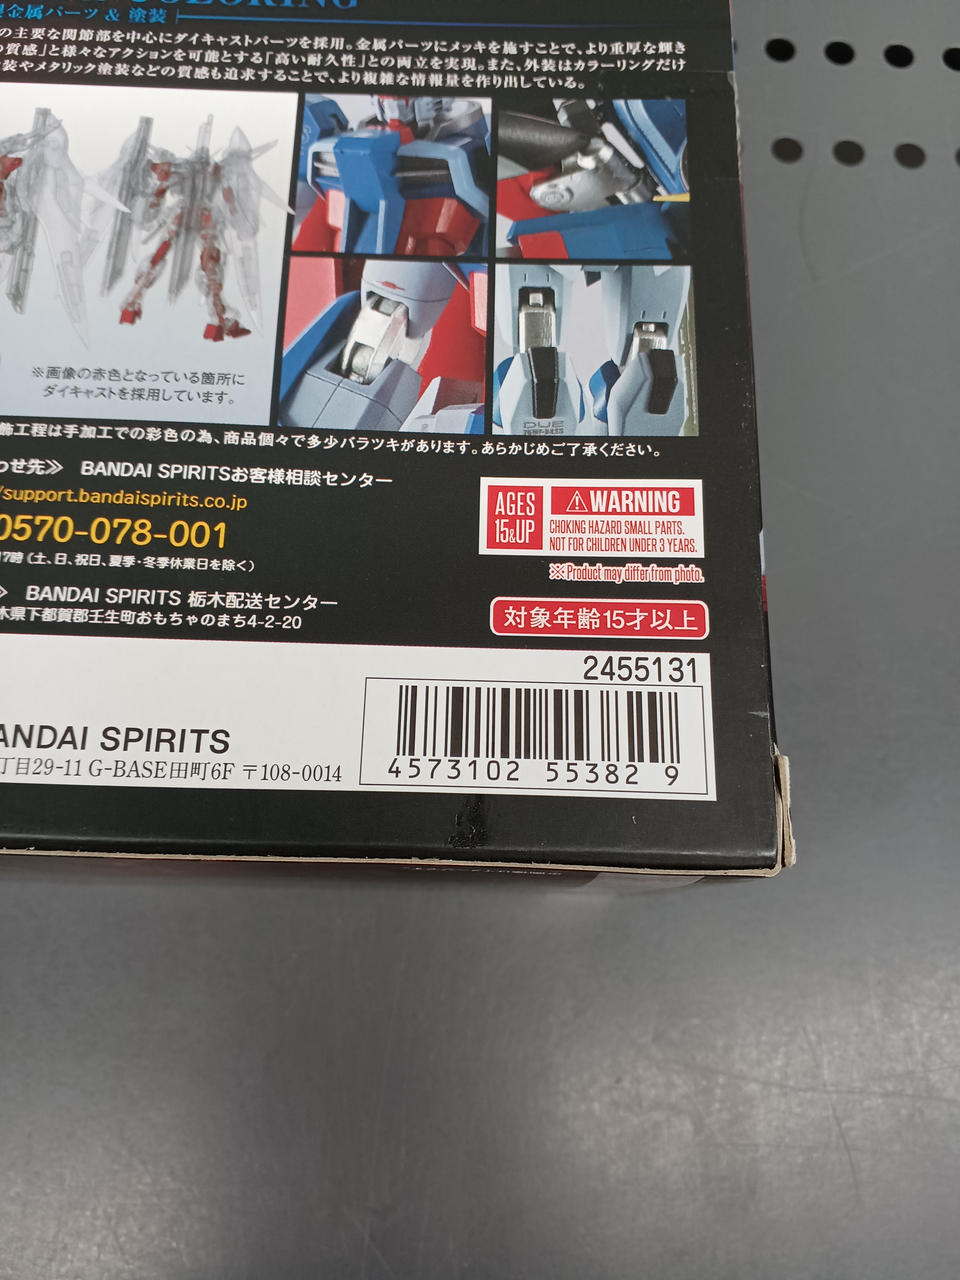 COLORING
金属パーツ & 塗装
の主要な関節部を中心にダイキャストパーツを採用。金属パーツにメッキを施すことで、より重厚な輝き
の質感」と様々なアクションを可能とする「高い耐久性」との両立を実現。また、外装はカラーリングだけ
装やメタリック塗装などの質感も追求することで、より複雑な情報量を作り出している。
※画像の赤色となっている箇所に
ダイキャストを採用しています。
DUE
飾工程は手加工での彩色の為、商品個々で多少バラツキがあります。あらかじめご了承ください。
わせ先≫ BANDAI SPIRITSお客様相談センター
/support.bandaispirits.co.jp
0570-078-001
17時(土、日、祝日、夏季・冬季休業日を除く)
≫ BANDAI SPIRITS 栃木配送センター
木県下都賀郡壬生町おもちゃのまち4-2-20
AGES
15&UP
⚠WARNING
CHOKING HAZARD SMALL PARTS.
NOT FOR CHILDREN UNDER 3 YEARS.
※Product may differ from photo.
対象年齢15才以上
2455131
ANDAI SPIRITS
丁目29-11 G-BASE田町6F 〒108-0014
4573102 55382 9